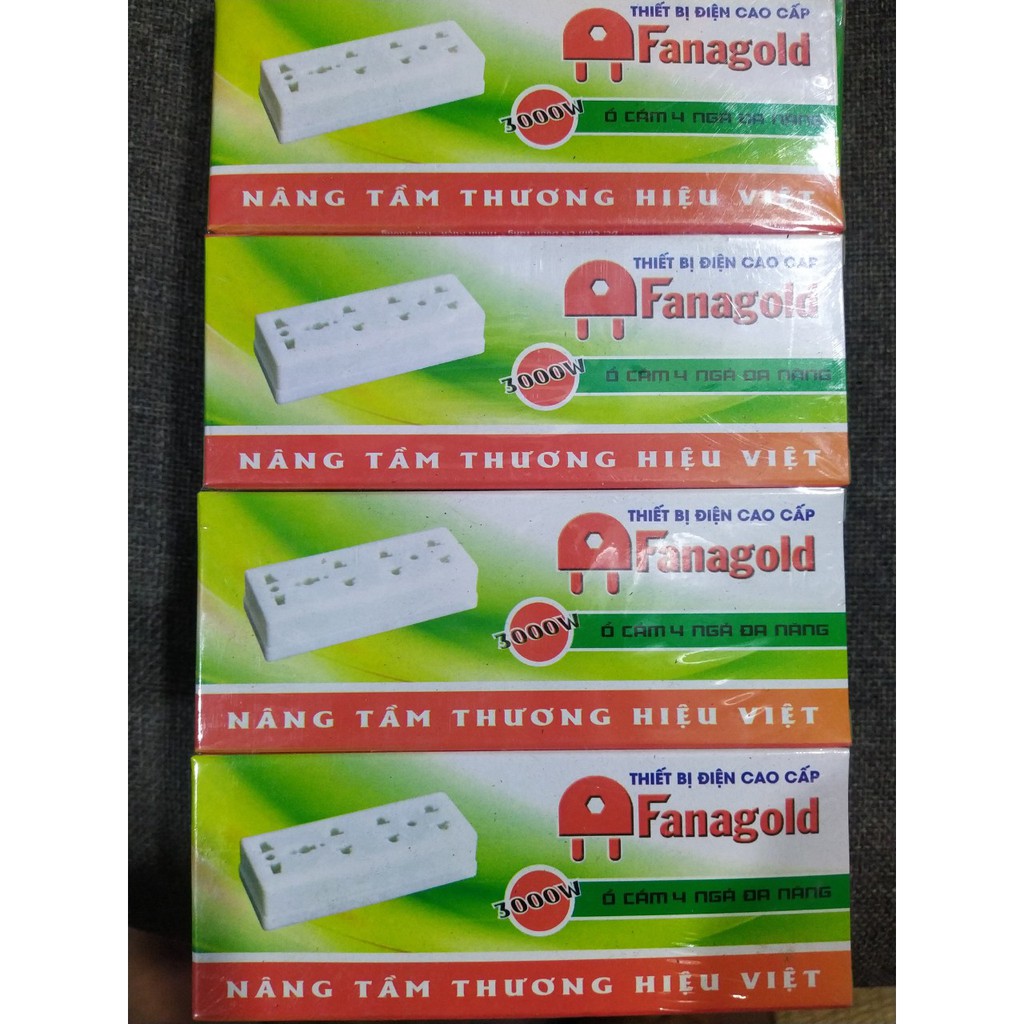 THIẾT BỊ ĐIỆN CAO CẤP
Fanagold
3000W
Ổ CẮM 4 NGÃ ĐA NĂNG
NÂNG TẦM THƯƠNG HIỆU VIỆT
THIẾT BỊ ĐIỆN CAO CẤP
Fanagold
3000W
Ổ CẮM 4 NGÃ ĐA NĂNG
NÂNG TẦM THƯƠNG HIỆU VIỆT
THIẾT BỊ ĐIỆN CAO CẤP
Fanagold
3000W
Ổ CẮM 4 NGÃ ĐA NĂNG
NÂNG TẦM THƯƠNG HIỆU VIỆT
THIẾT BỊ ĐIỆN CAO CẤP
Fanagold
3000W
Ổ CẮM 4 NGÃ ĐA NĂNG
NÂNG TẦM THƯƠNG HIỆU VIỆT